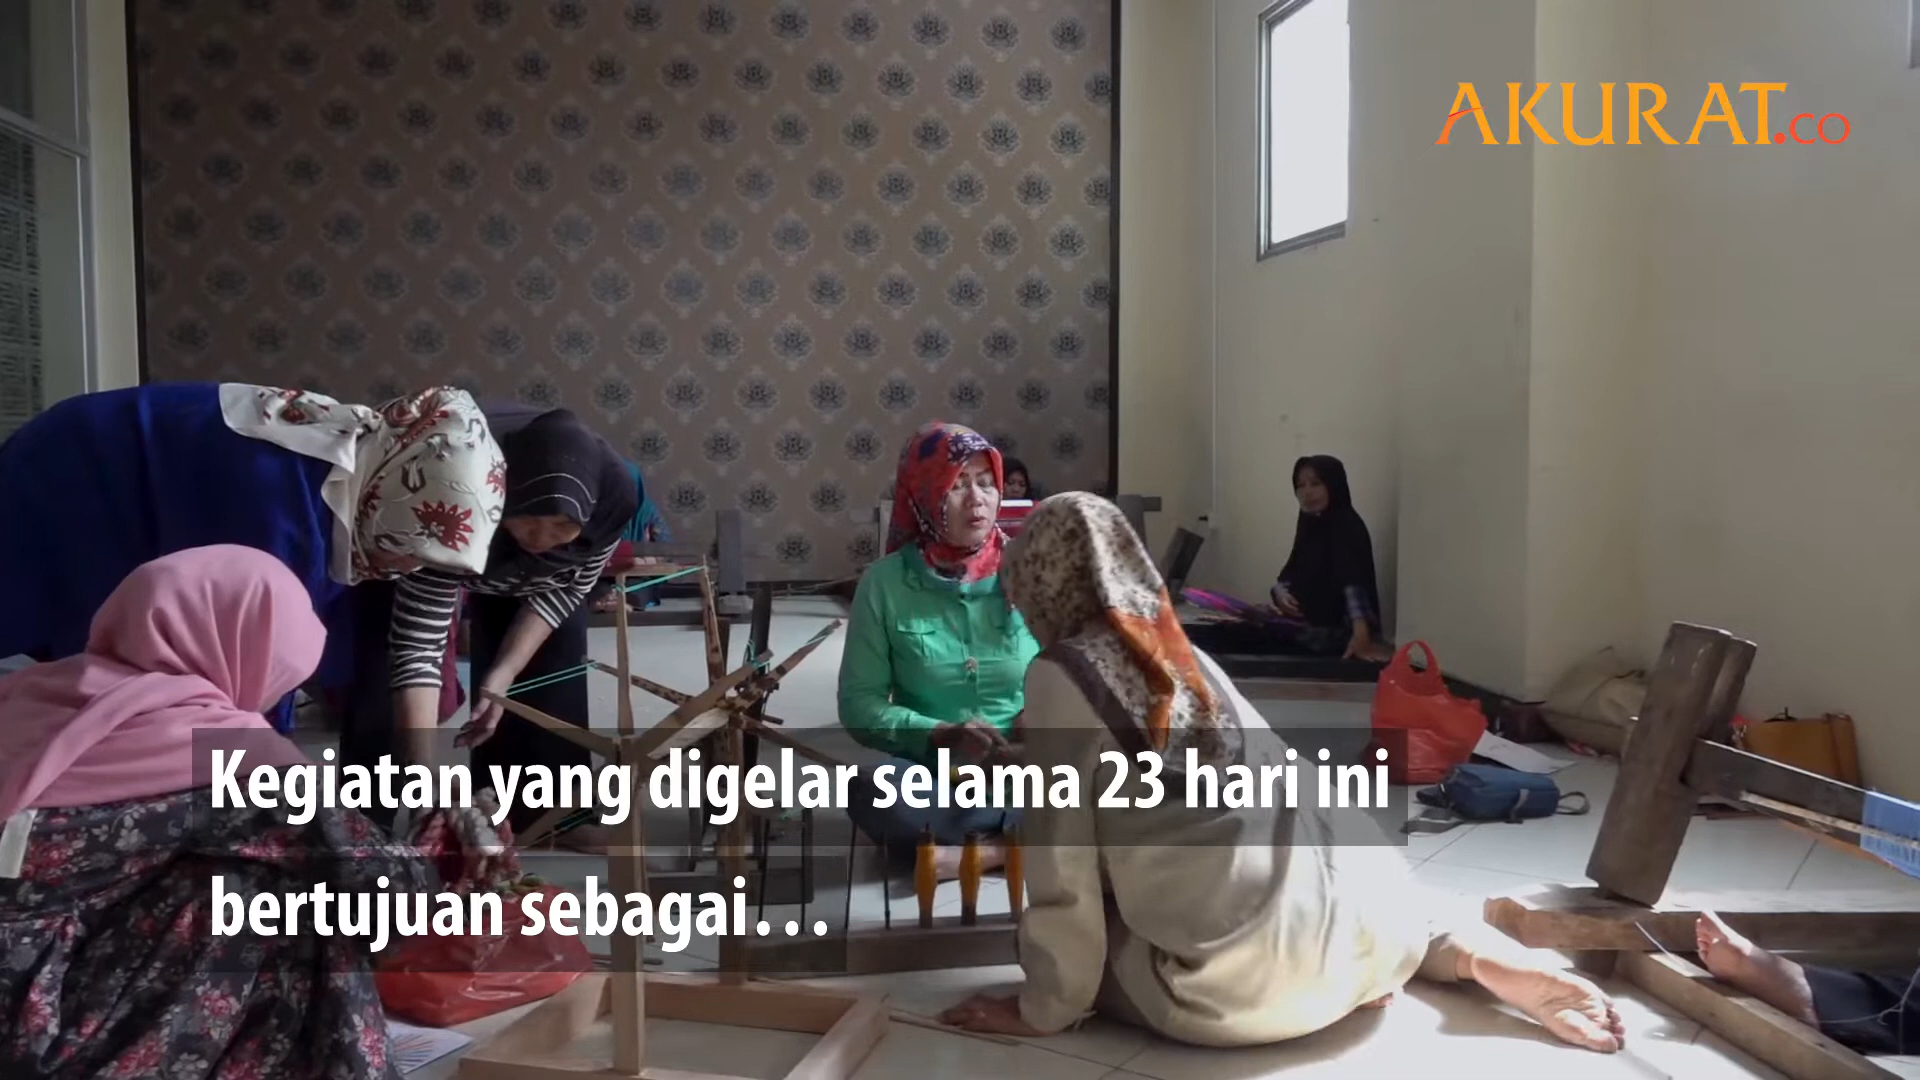 AKURAT.co
Kegiatan yang digelar selama 23 hari ini
bertujuan sebagai…